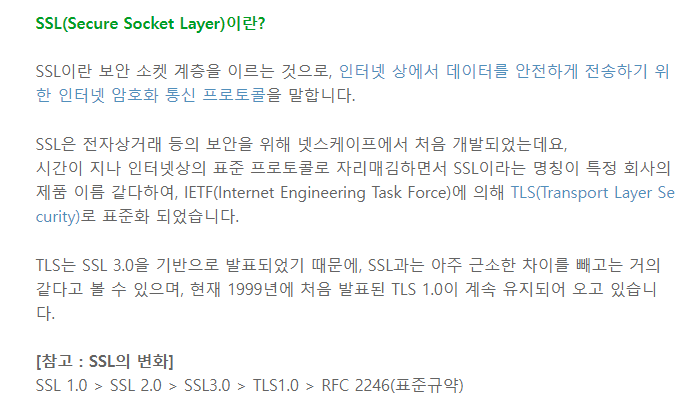 SSL(Secure Socket Layer)이란?
SSL이란 보안 소켓 계층을 이르는 것으로, 인터넷 상에서 데이터를 안전하게 전송하기 위
한 인터넷 암호화 통신 프로토콜을 말합니다.
SSL은 전자상거래 등의 보안을 위해 넷스케이프에서 처음 개발되었는데요,
시간이 지나 인터넷상의 표준 프로토콜로 자리매김하면서 SSL이라는 명칭이 특정 회사의
제품 이름 같다하여, IETF(Internet Engineering Task Force)에 의해 TLS(Transport Layer Se
curity)로 표준화 되었습니다.
TLS는 SSL 3.0을 기반으로 발표되었기 때문에, SSL과는 아주 근소한 차이를 빼고는 거의
같다고 볼 수 있으며, 현재 1999년에 처음 발표된 TLS 1.0이 계속 유지되어 오고 있습니
다.
[참고 : SSL의 변화]
SSL 1.0 > SSL 2.0 > SSL3.0 > TLS1.0 > RFC 2246(표준규약)